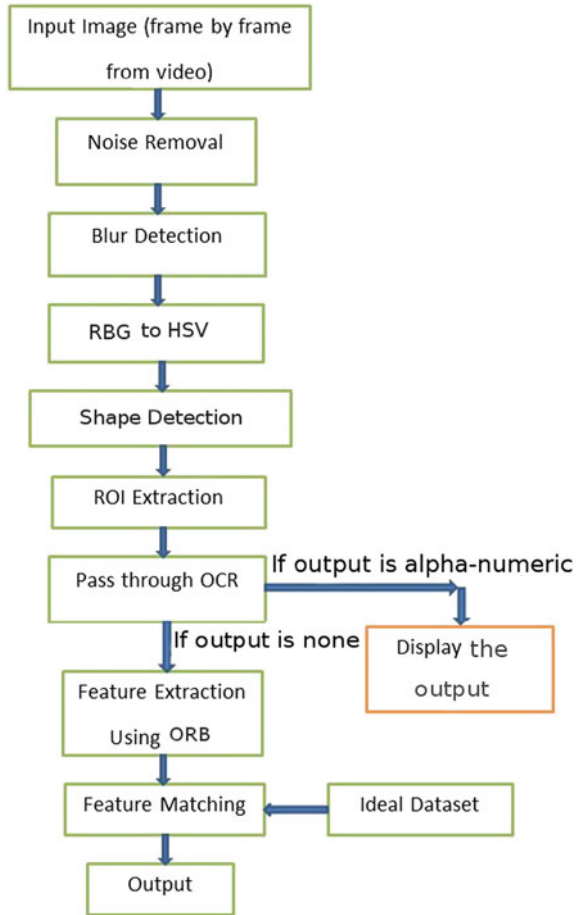 Input Image (frame by frame
from video)
Noise Removal
Blur Detection
RBG to HSV
Shape Detection
ROI Extraction
Pass through OCR
If output is alpha-numeric
If output is none
Display the
output
Feature Extraction
Using ORB
Feature Matching
Ideal Dataset
Output